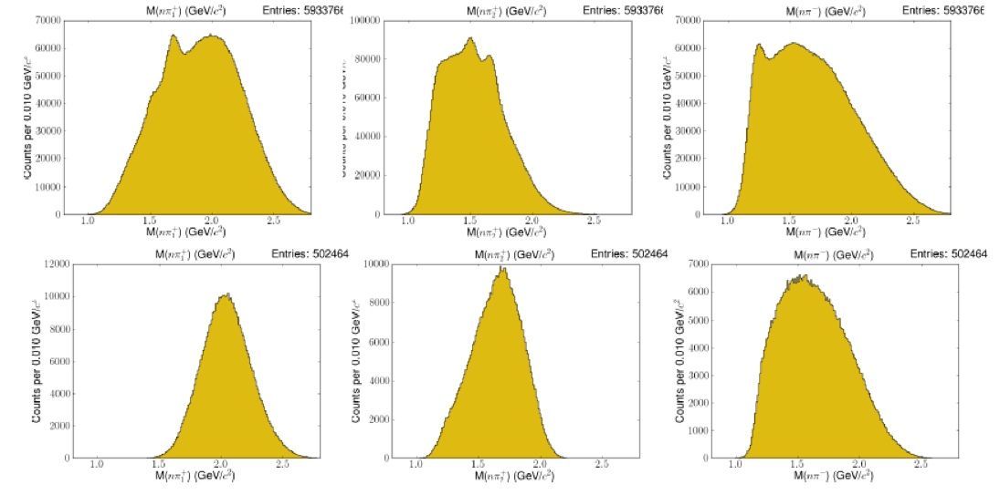 M(nπ₁⁺) (GeV/c²) Entries: 5933766
Counts per 0.010 GeV/c²
70000
60000
50000
40000
30000
20000
10000
0
1.0 1.5 2.0 2.5
M(nπ₁⁺) (GeV/c²)
M(nπ₂⁺) (GeV/c²) Entries: 5933766
Counts per 0.010 GeV/c²
100000
80000
60000
40000
20000
0
1.0 1.5 2.0 2.5
M(nπ₂⁺) (GeV/c²)
M(nπ⁻) (GeV/c²) Entries: 5933766
Counts per 0.010 GeV/c²
70000
60000
50000
40000
30000
20000
10000
0
1.0 1.5 2.0 2.5
M(nπ⁻) (GeV/c²)
M(nπ₁⁺) (GeV/c²) Entries: 502464
Counts per 0.010 GeV/c²
12000
10000
8000
6000
4000
2000
0
1.0 1.5 2.0 2.5
M(nπ₁⁺) (GeV/c²)
M(nπ₂⁺) (GeV/c²) Entries: 502464
Counts per 0.010 GeV/c²
10000
8000
6000
4000
2000
0
1.0 1.5 2.0 2.5
M(nπ₂⁺) (GeV/c²)
M(nπ⁻) (GeV/c²) Entries: 502464
Counts per 0.010 GeV/c²
7000
6000
5000
4000
3000
2000
1000
0
1.0 1.5 2.0 2.5
M(nπ⁻) (GeV/c²)